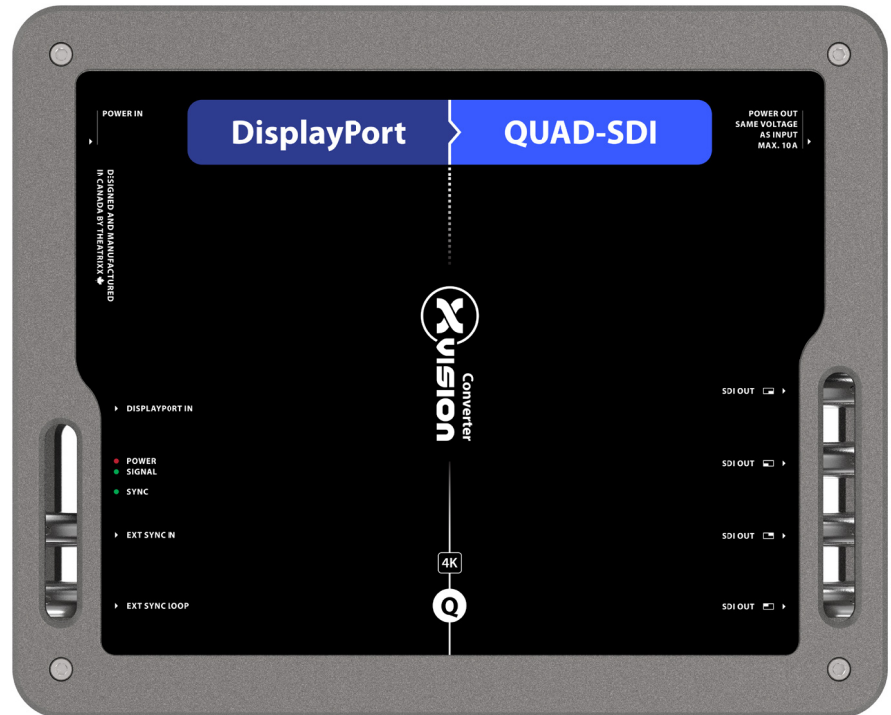 POWER IN
DisplayPort
QUAD-SDI
POWER OUT
SAME VOLTAGE
AS INPUT
MAX. 10A
DESIGNED AND MANUFACTURED
IN CANADA BY THEATRIXX
X
VISION
Converter
DISPLAYPORT IN
POWER
SIGNAL
SYNC
EXT SYNC IN
EXT SYNC LOOP
SDI OUT
SDI OUT
SDI OUT
SDI OUT
4K
Q